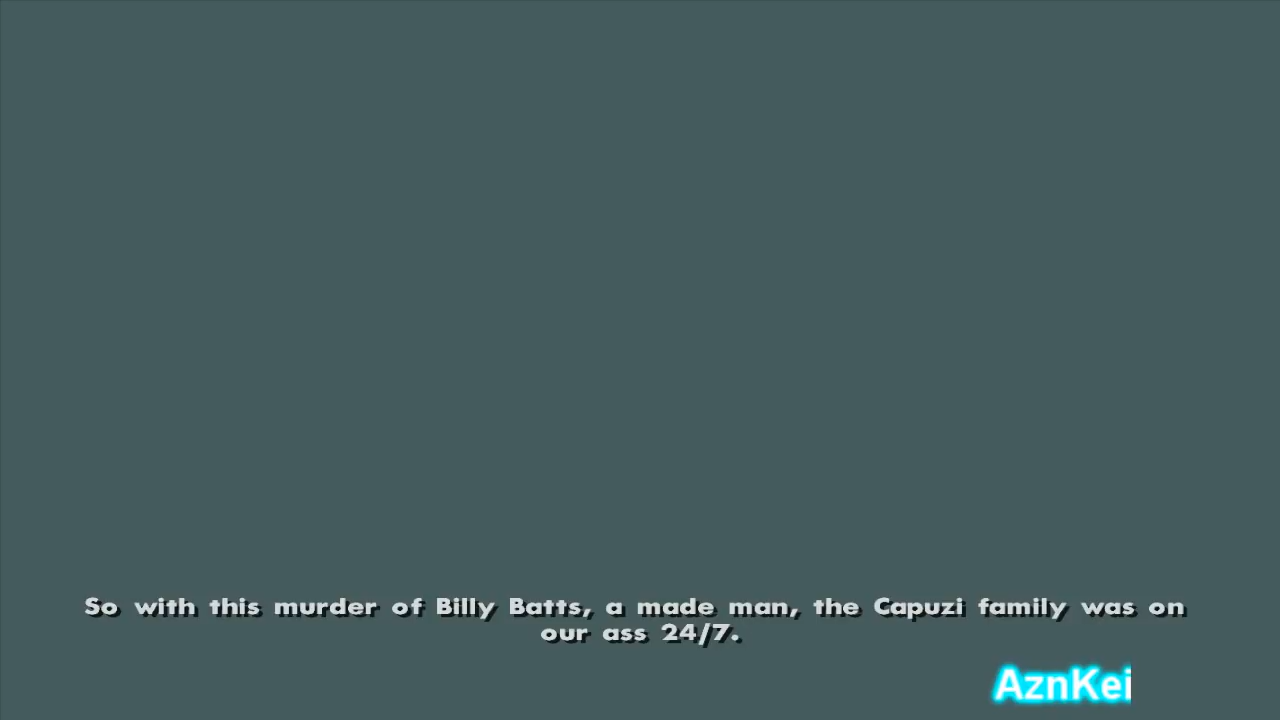 So with this murder of Billy Batts, a made man, the Capuzi family was on
our ass 24/7.
AznKei